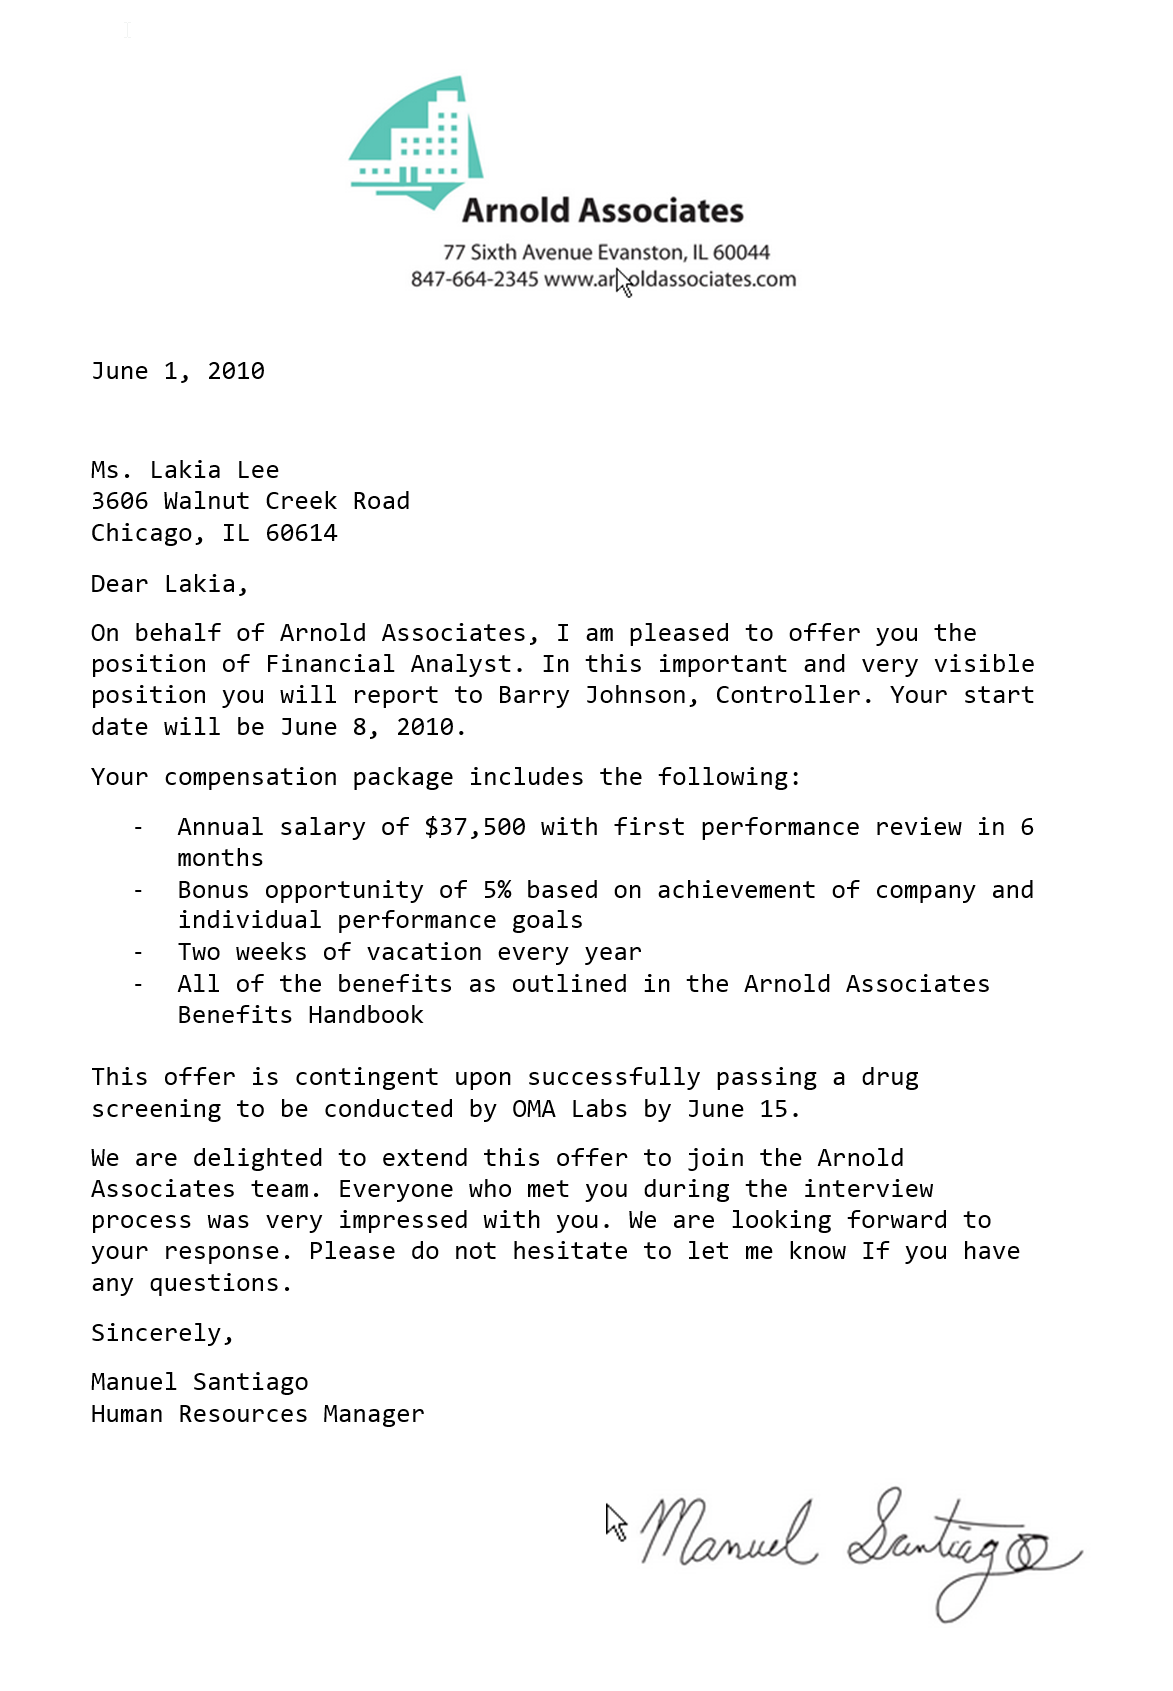 Arnold Associates
77 Sixth Avenue Evanston, IL 60044
847-664-2345 www.arnoldassociates.com
June 1, 2010
Ms. Lakia Lee
3606 Walnut Creek Road
Chicago, IL 60614
Dear Lakia,
On behalf of Arnold Associates, I am pleased to offer you the
position of Financial Analyst. In this important and very visible
position you will report to Barry Johnson, Controller. Your start
date will be June 8, 2010.
Your compensation package includes the following:
- Annual salary of $37,500 with first performance review in 6
months
- Bonus opportunity of 5% based on achievement of company and
individual performance goals
- Two weeks of vacation every year
- All of the benefits as outlined in the Arnold Associates
Benefits Handbook
This offer is contingent upon successfully passing a drug
screening to be conducted by OMA Labs by June 15.
We are delighted to extend this offer to join the Arnold
Associates team. Everyone who met you during the interview
process was very impressed with you. We are looking forward to
your response. Please do not hesitate to let me know If you have
any questions.
Sincerely,
Manuel Santiago
Human Resources Manager
Manuel Santiago